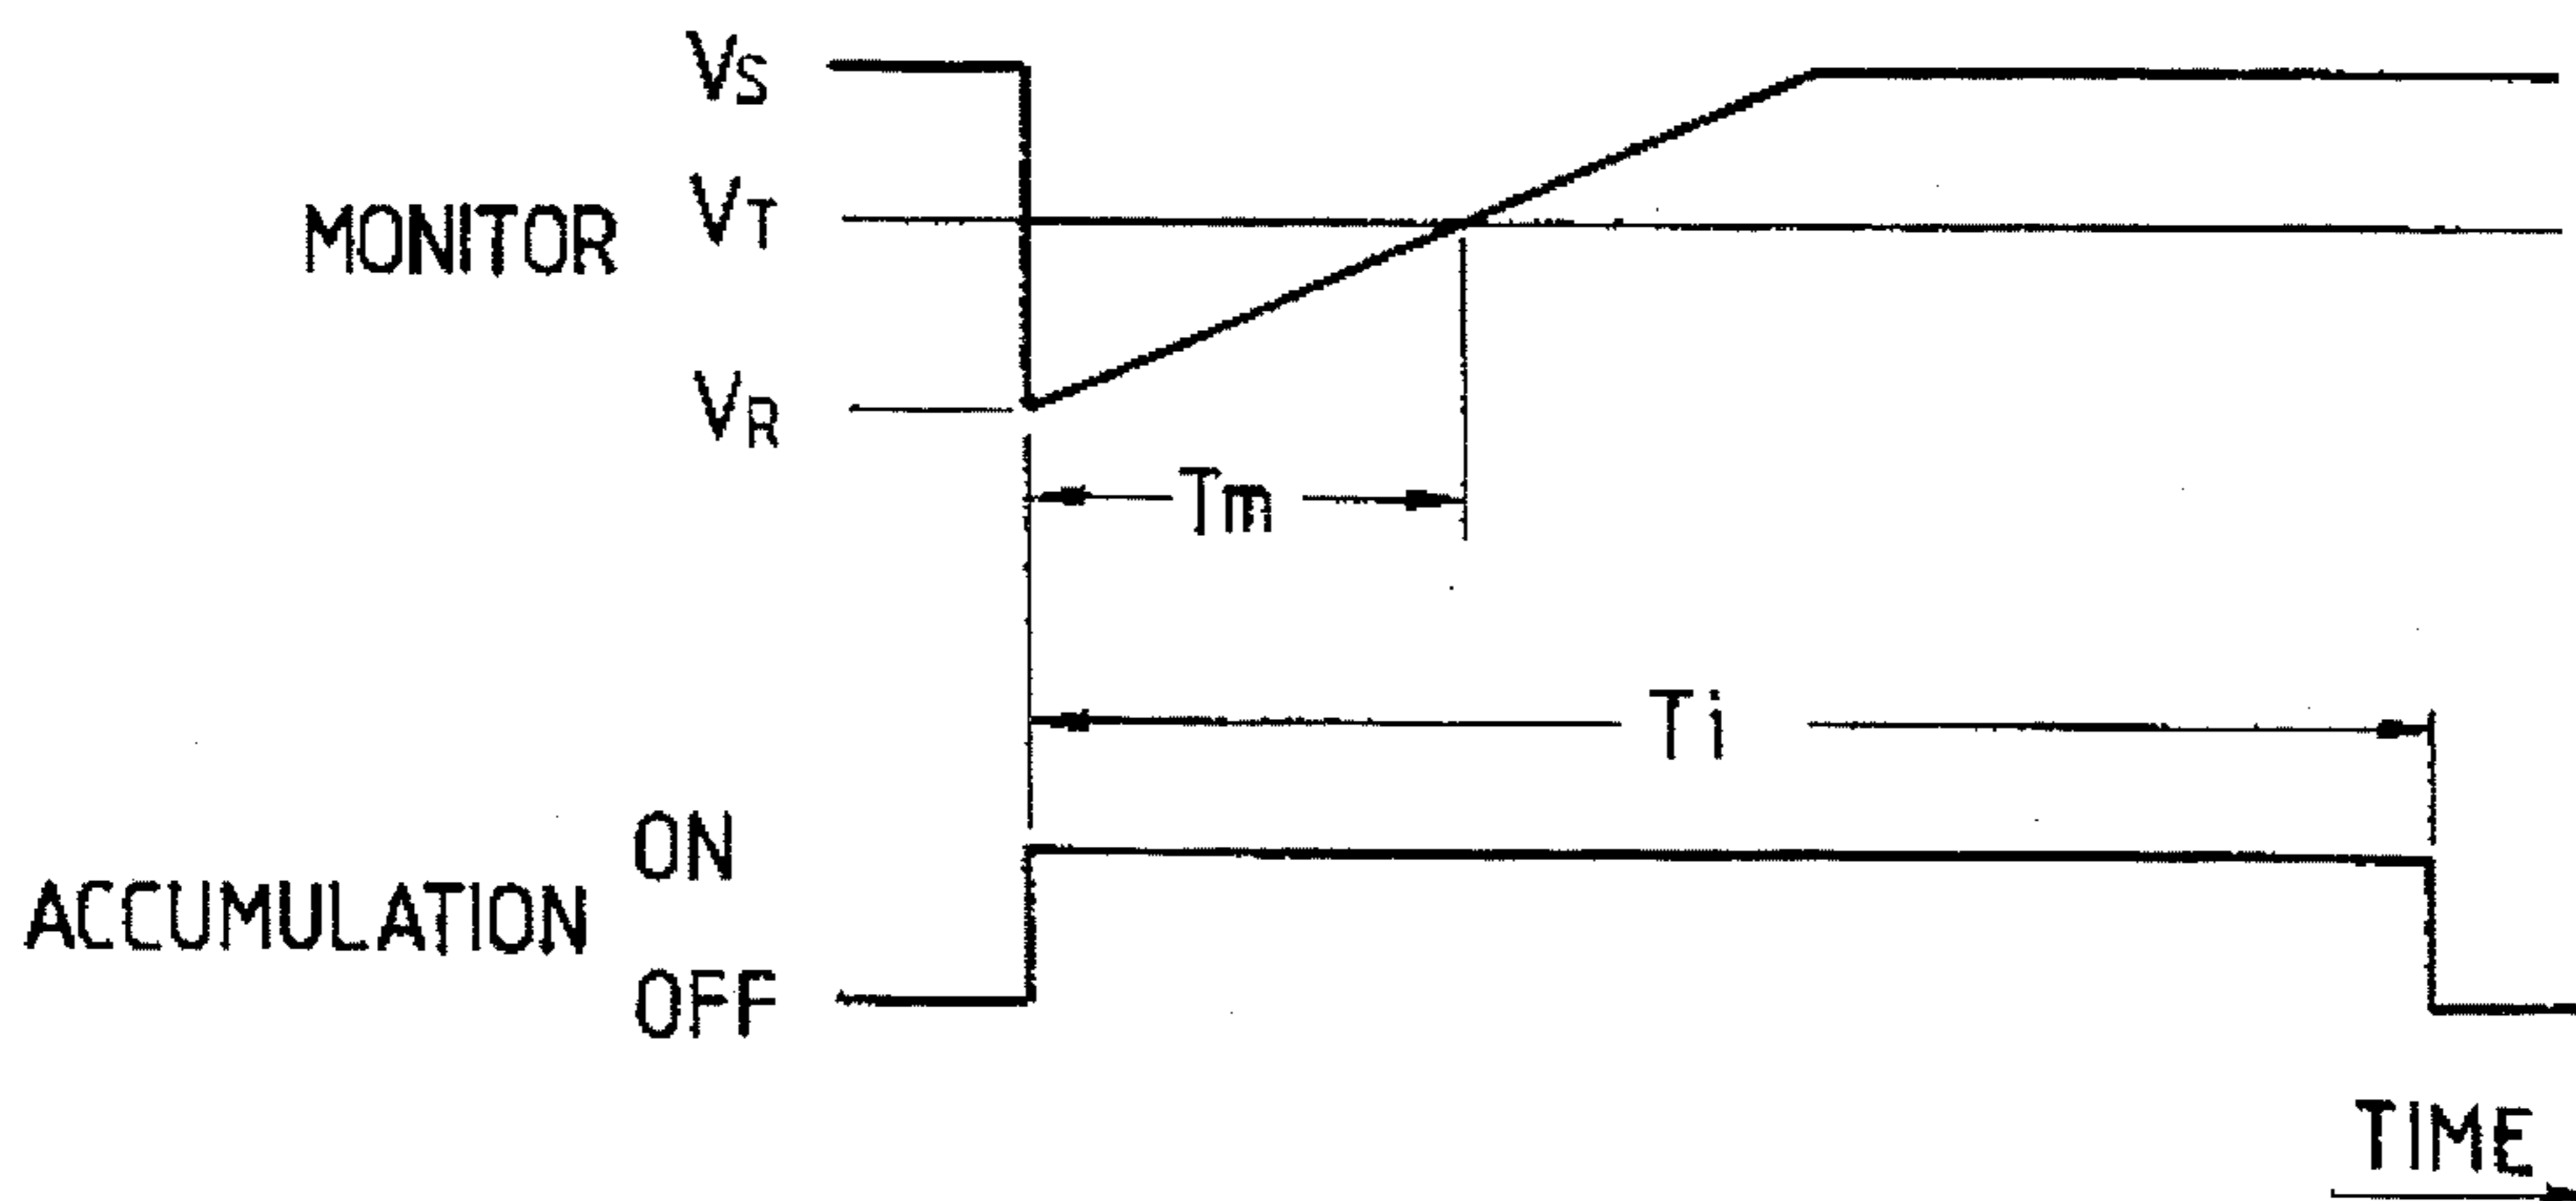 VS
MONITOR VT
VR
Tm
Ti
ON
ACCUMULATION
OFF
TIME